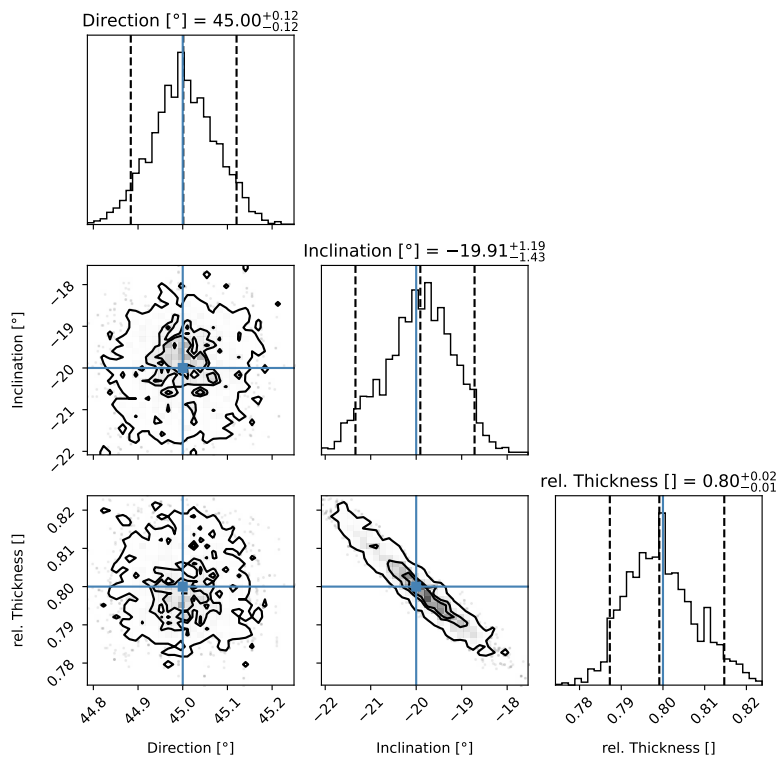 Direction [°] = 45.00+0.12−0.12
Inclination [°] = −19.91+1.19−1.43
−18
−19
−20
−21
−22
Inclination [°]
rel. Thickness [] = 0.80+0.02−0.01
0.82
0.81
0.80
0.79
0.78
rel. Thickness []
44.8 44.9 45.0 45.1 45.2
−22 −21 −20 −19 −18
0.78 0.79 0.80 0.81 0.82
Direction [°] Inclination [°] rel. Thickness []